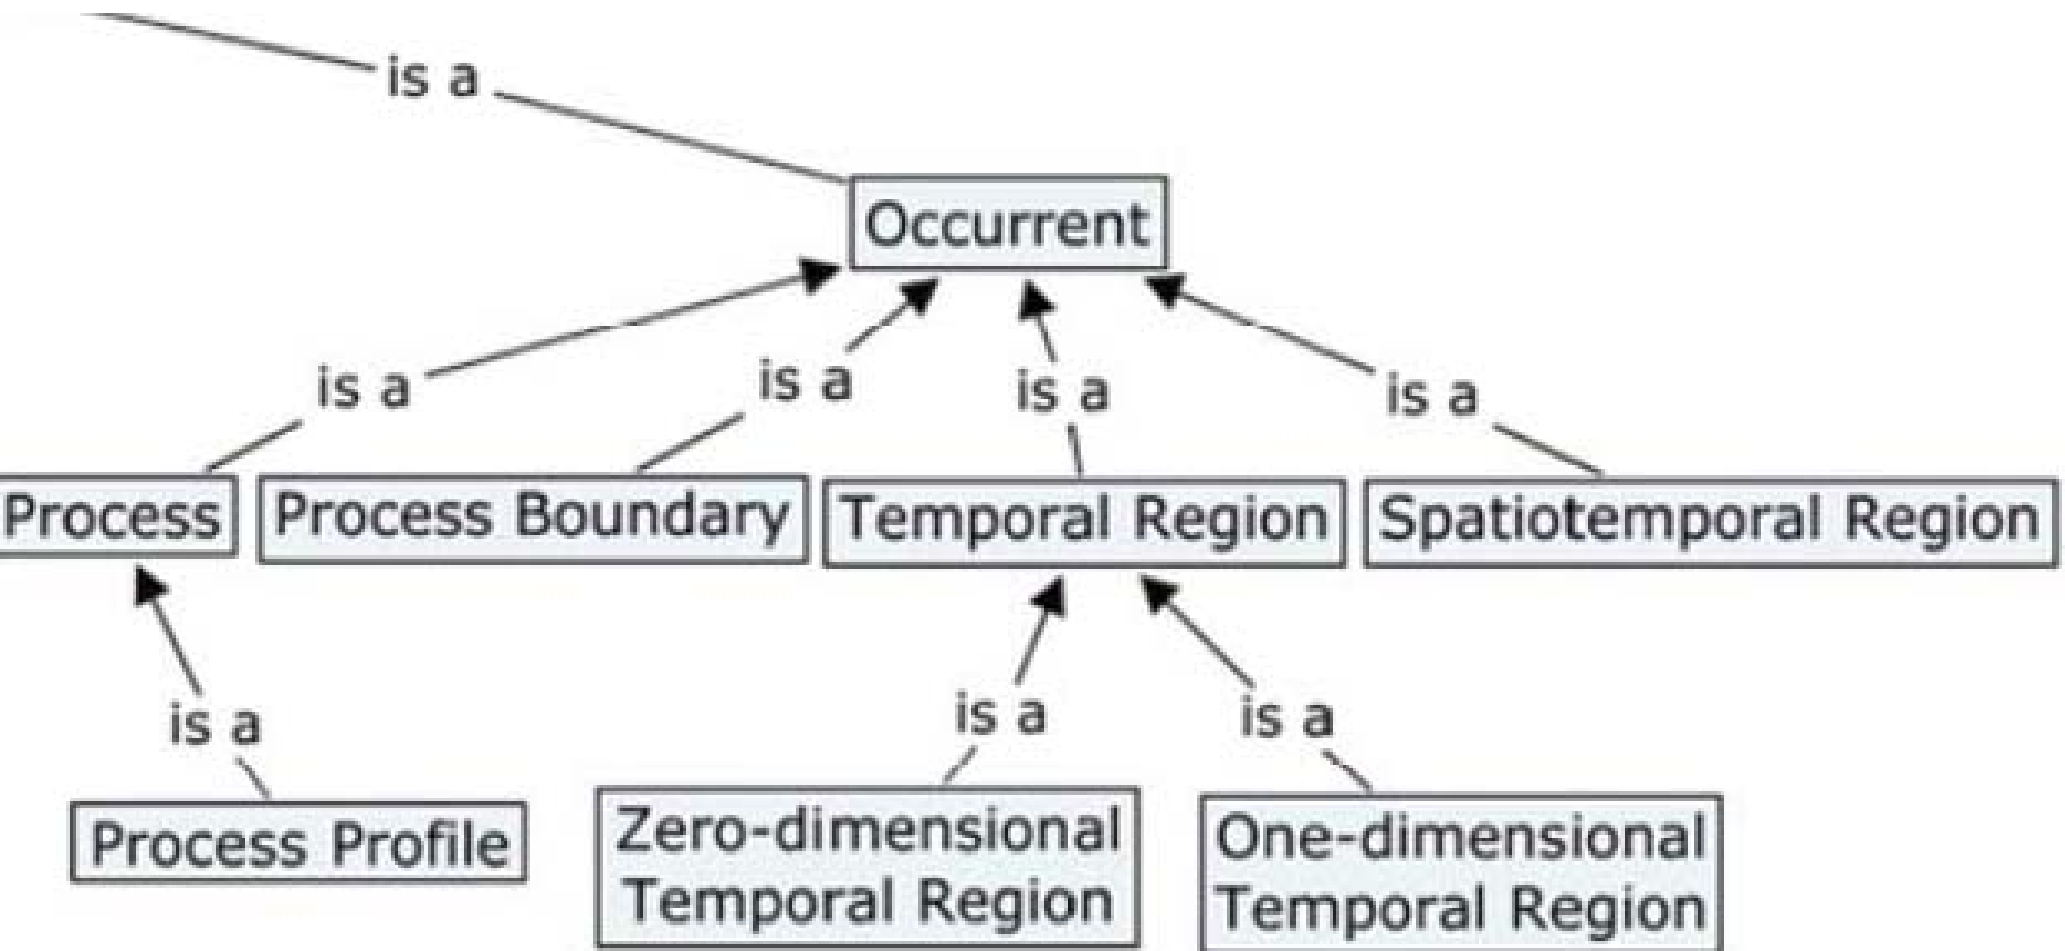 is a
Occurrent
is a
is a
is a
is a
Process
Process Boundary
Temporal Region
Spatiotemporal Region
is a
is a
is a
Process Profile
Zero-dimensional
Temporal Region
One-dimensional
Temporal Region